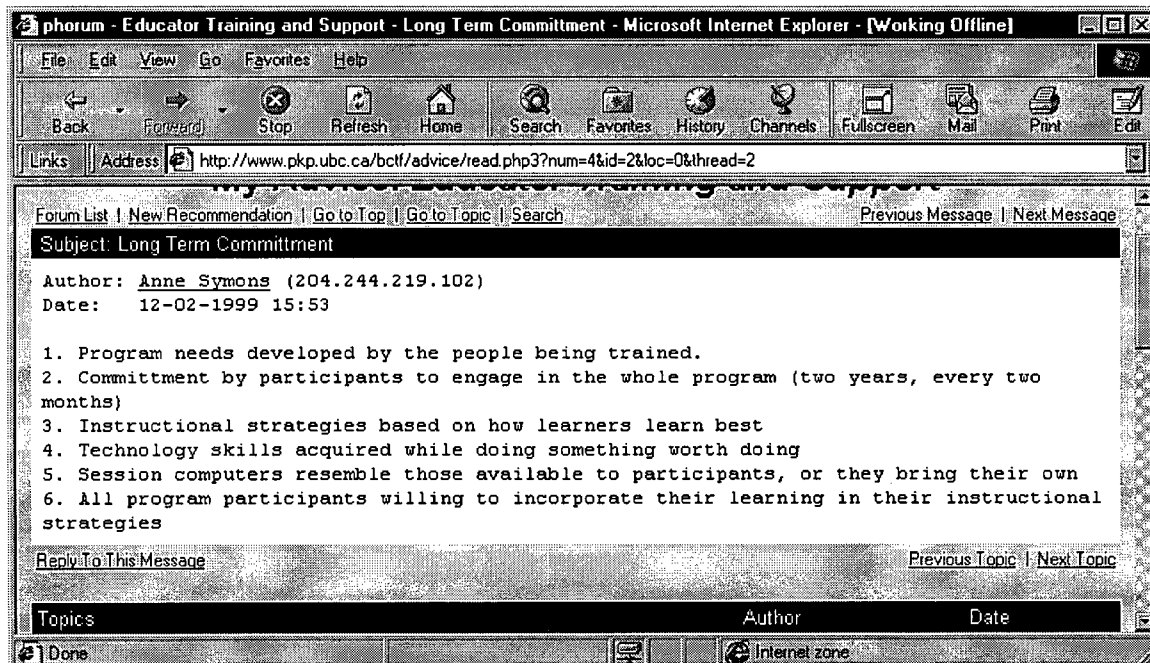 phorum - Educator Training and Support - Long Term Committment - Microsoft Internet Explorer - [Working Offline]
File Edit View Go Favorites Help
Back Forward Stop Refresh Home Search Favorites History Channels Fullscreen Mail Print Edit
Links Address http://www.pkp.ubc.ca/bctf/advice/read.php3?num=4&id=2&loc=0&thread=2
My Advice: Educator Training and Support
Forum List | New Recommendation | Go to Top | Go to Topic | Search Previous Message | Next Message
Subject: Long Term Committment
Author: Anne Symons (204.244.219.102)
Date: 12-02-1999 15:53
1. Program needs developed by the people being trained.
2. Committment by participants to engage in the whole program (two years, every two
months)
3. Instructional strategies based on how learners learn best
4. Technology skills acquired while doing something worth doing
5. Session computers resemble those available to participants, or they bring their own
6. All program participants willing to incorporate their learning in their instructional
strategies
Reply To This Message Previous Topic | Next Topic
Topics Author Date
Done Internet zone